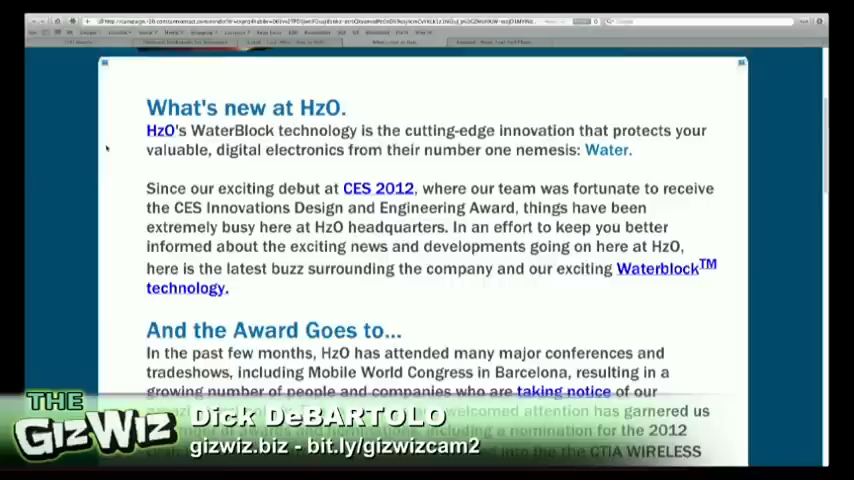 What's new at HzO.
HzO's WaterBlock technology is the cutting-edge innovation that protects your
valuable, digital electronics from their number one nemesis: Water.
Since our exciting debut at CES 2012, where our team was fortunate to receive
the CES Innovations Design and Engineering Award, things have been
extremely busy here at HzO headquarters. In an effort to keep you better
informed about the exciting news and developments going on here at HzO,
here is the latest buzz surrounding the company and our exciting Waterblock™
technology.
And the Award Goes to...
In the past few months, HzO has attended many major conferences and
tradeshows, including Mobile World Congress in Barcelona, resulting in a
growing number of people and companies who are taking notice of our
welcomed attention has garnered us
including a nomination for the 2012
into the the CTIA WIRELESS
THE
GizWiz
Dick DeBARTOLO
gizwiz.biz - bit.ly/gizwizcam2